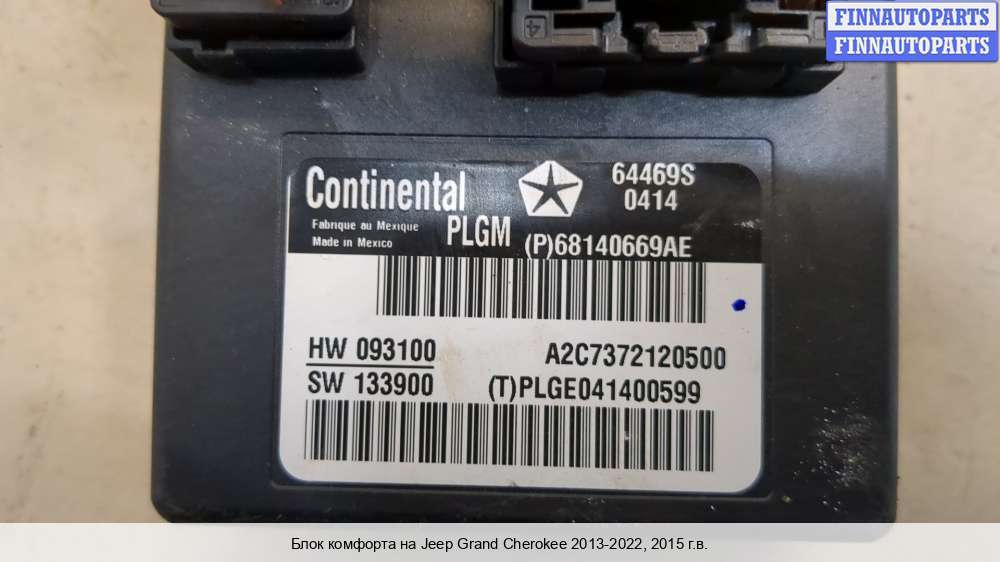 FINNAUTOPARTS
FINNAUTOPARTS
4
Continental
64469S
0414
Fabrique au Mexique
Made in Mexico
PLGM
(P)68140669AE
HW 093100
A2C7372120500
SW 133900
(T)PLGE041400599
Блок комфорта на Jeep Grand Cherokee 2013-2022, 2015 г.в.